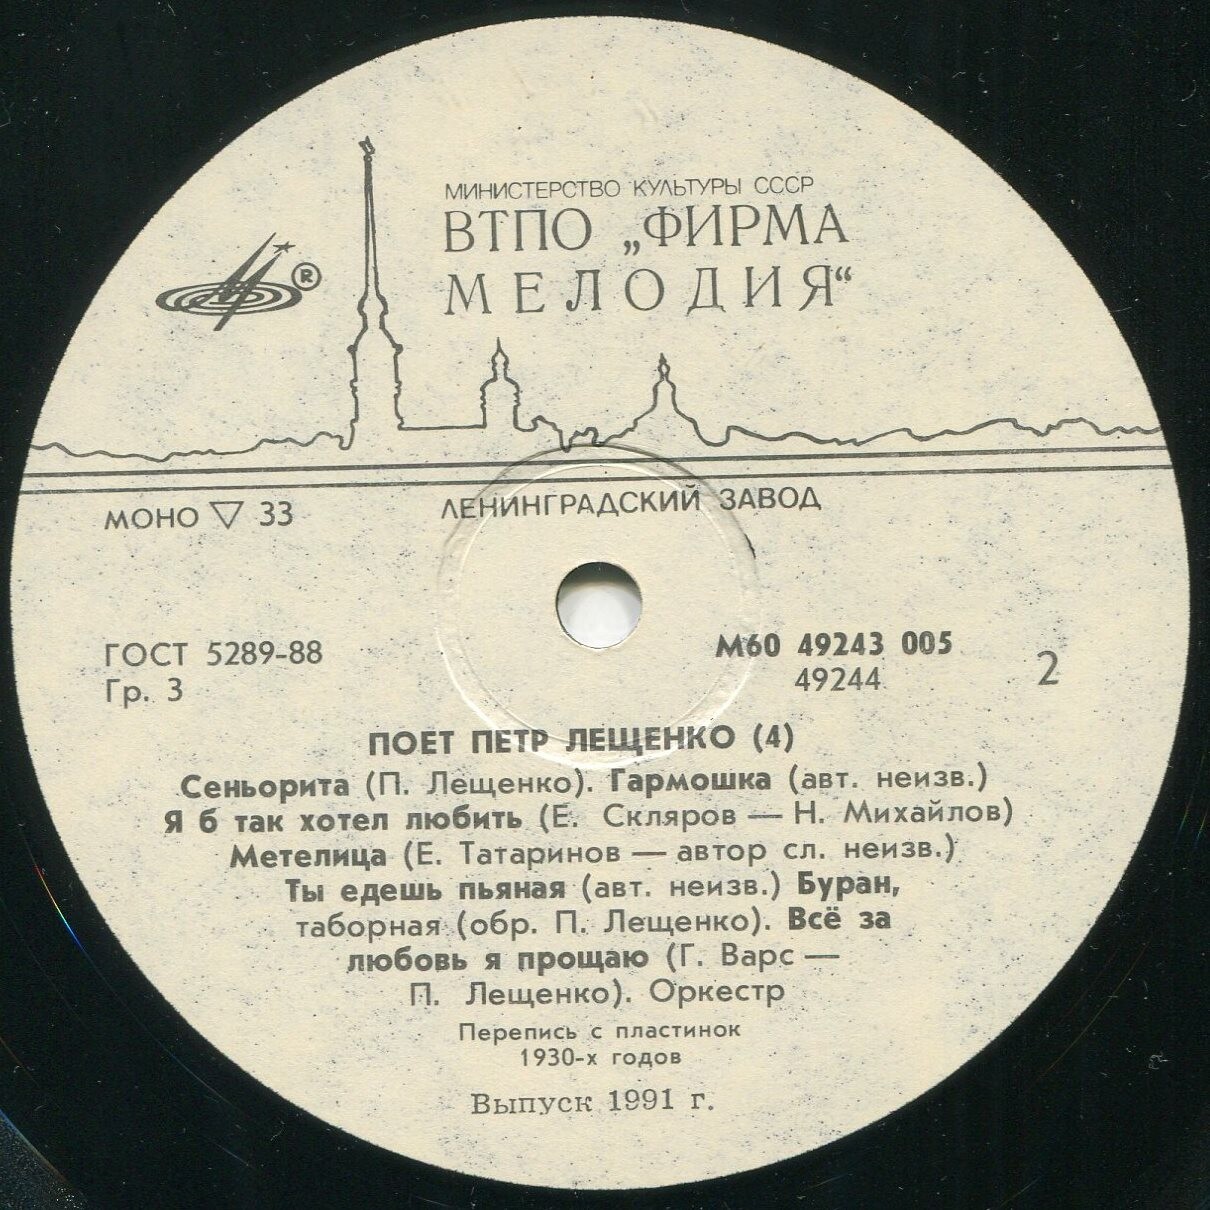 МИНИСТЕРСТВО КУЛЬТУРЫ СССР
ВТПО „ФИРМА
МЕЛОДИЯ“
®
МОНО ▽ 33
ЛЕНИНГРАДСКИЙ ЗАВОД
ГОСТ 5289-88
Гр. 3
М60 49243 005
49244
2
ПОЕТ ПЕТР ЛЕЩЕНКО (4)
Сеньорита (П. Лещенко). Гармошка (авт. неизв.)
Я б так хотел любить (Е. Скляров — Н. Михайлов)
Метелица (Е. Татаринов — автор сл. неизв.)
Ты едешь пьяная (авт. неизв.) Буран,
таборная (обр. П. Лещенко). Всё за
любовь я прощаю (Г. Варс —
П. Лещенко). Оркестр
Перепись с пластинок
1930-х годов
Выпуск 1991 г.